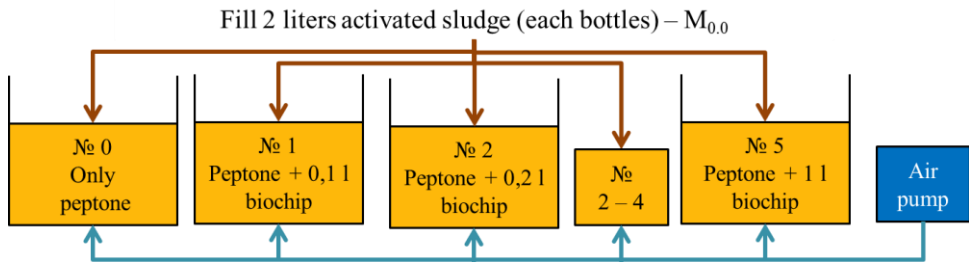 Fill 2 liters activated sludge (each bottles) – M0.0
№ 0
Only
peptone
№ 1
Peptone + 0,1 l
biochip
№ 2
Peptone + 0,2 l
biochip
№
2 – 4
№ 5
Peptone + 1 l
biochip
Air
pump